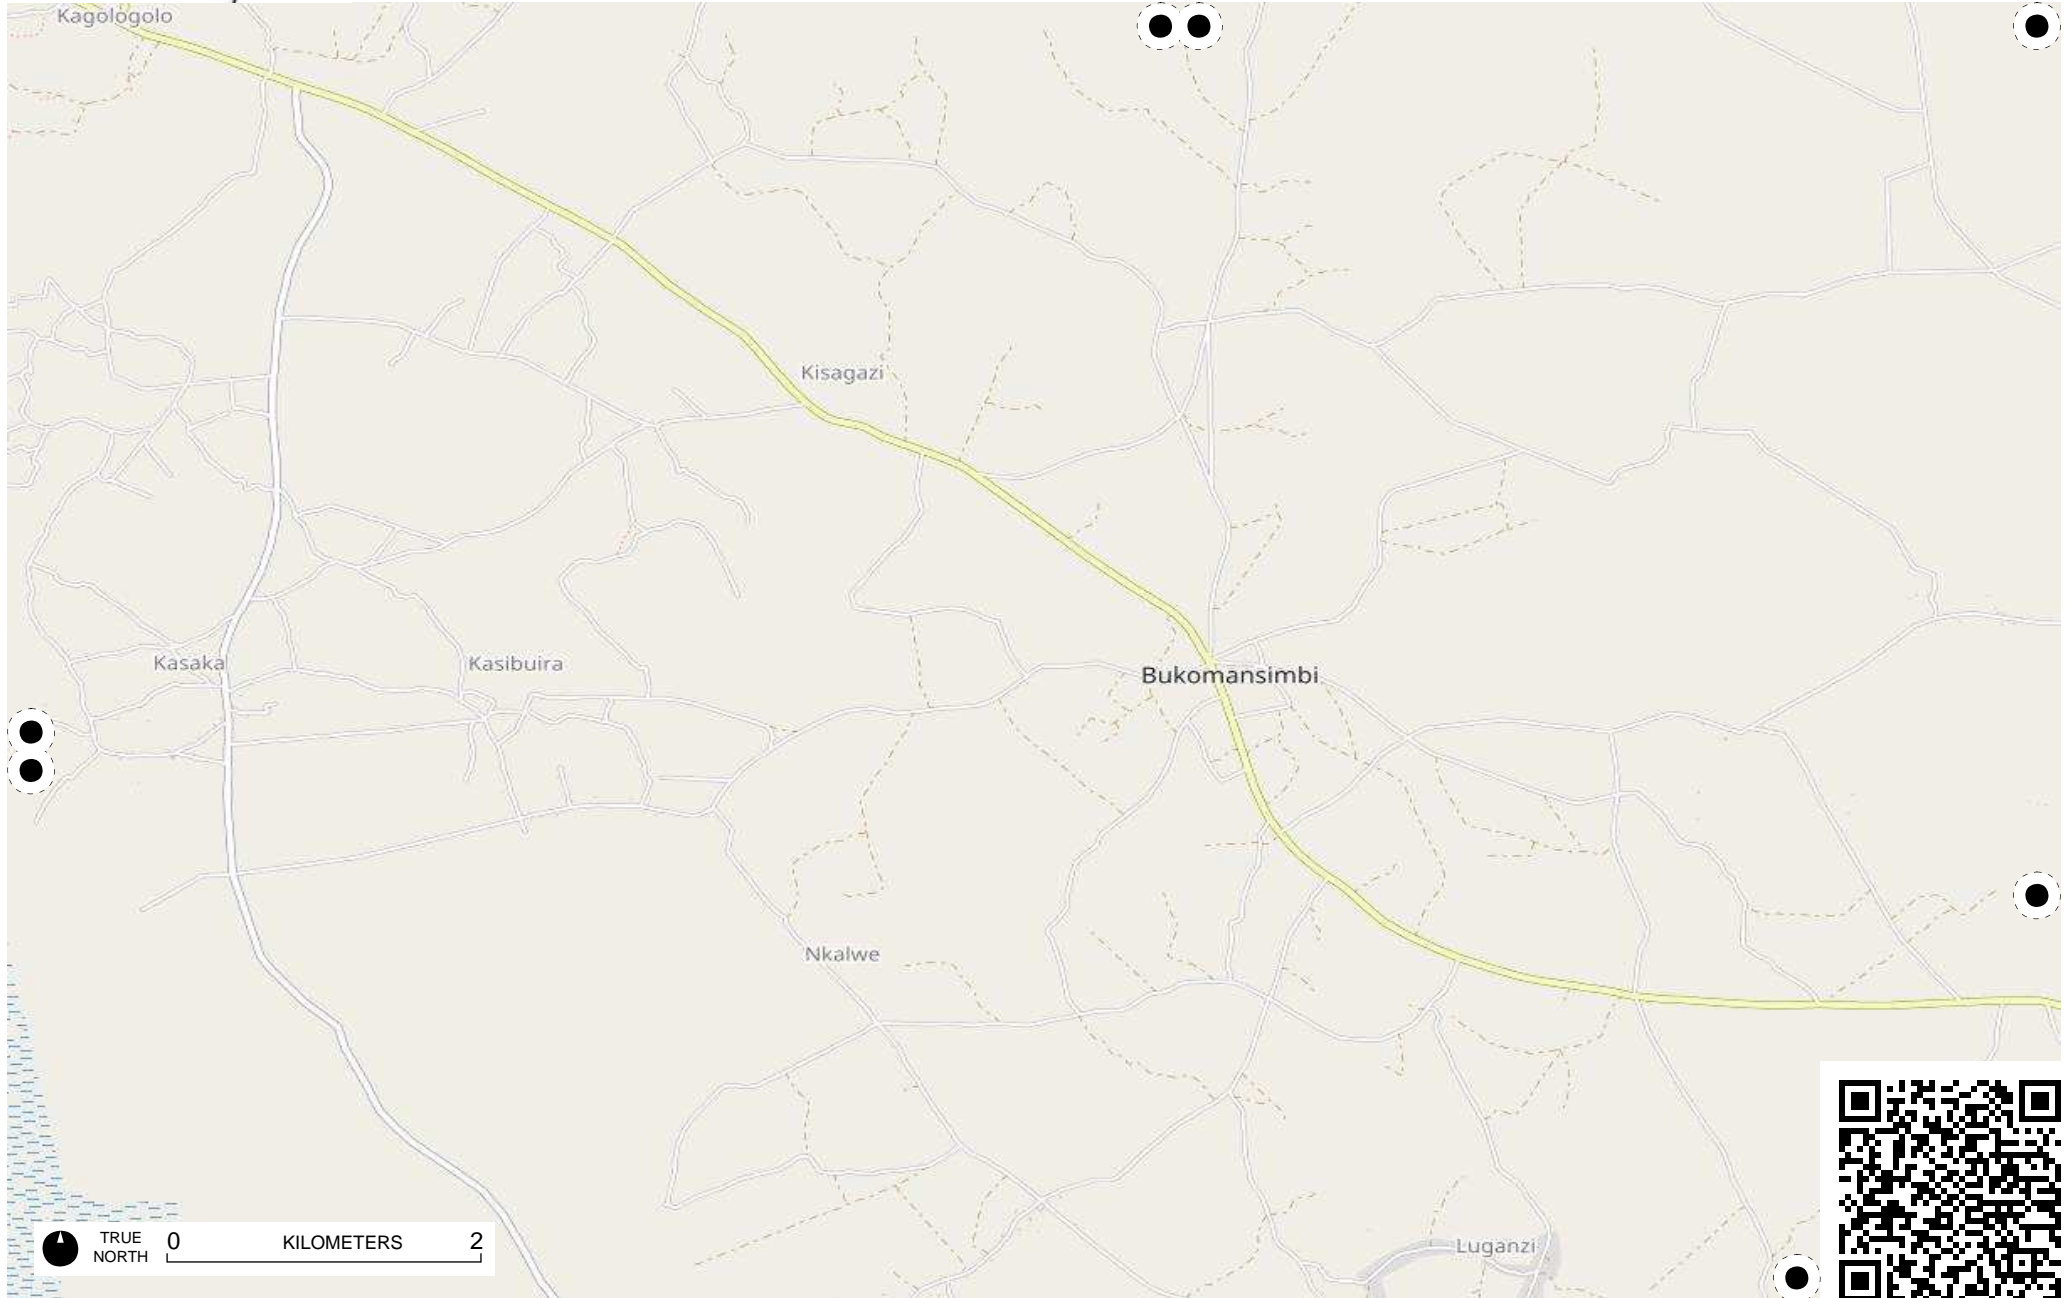 Kagologolo
Kisagazi
Kasaka
Kasibuira
Bukomansimbi
Nkalwe
Luganzi
TRUE
NORTH
0 KILOMETERS 2